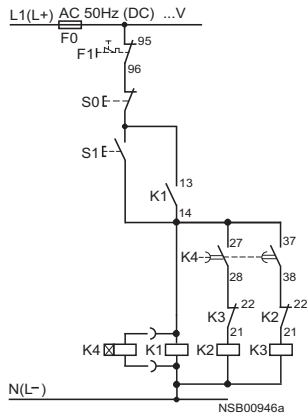 L1(L+) AC 50Hz (DC) ...V
F0
95
F1
96
S0
S1
13
K1
14
27 37
K4
28 38
K3 22 K2 22
21 21
K4 K1 K2 K3
N(L–)
NSB00946a